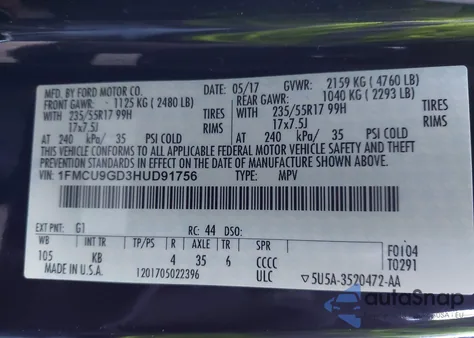 MFD. BY FORD MOTOR CO.
05/17 GVWR: 2159 KG ( 4760 LB)
FRONT GAWR: 1125 KG ( 2480 LB) REAR GAWR: 1040 KG ( 2293 LB)
WITH 235/55R17 99H TIRES WITH 235/55R17 99H TIRES
17x7.5J RIMS 17x7.5J RIMS
AT 240 kPa/ 35 PSI COLD AT 240 kPa/ 35 PSI COLD
THIS VEHICLE CONFORMS TO ALL APPLICABLE FEDERAL MOTOR VEHICLE SAFETY AND BUMPER
THEFT PREVENTION STANDARDS IN EFFECT ON THE DATE OF MANUFACTURE SHOWN ABOVE.
VIN: 1FMCU9GD3HUD91756 TYPE: MPV
EXT PNT: G1 RC: 44 DSO:
WB INT TR TP/PS R AXLE TR SPR F0104
105 KB 4 35 6 CCCC T0291
MADE IN U.S.A. 1201705022396 ULC ▽5U5A-3520472-AA
autoSnap